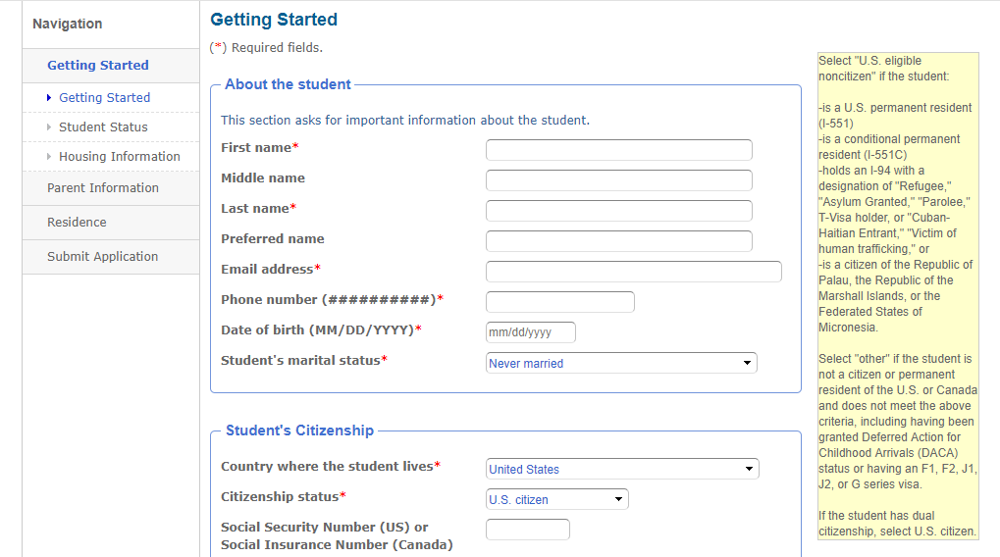 Navigation
Getting Started
Getting Started
Student Status
Housing Information
Parent Information
Residence
Submit Application
Getting Started
(*) Required fields.
About the student
This section asks for important information about the student.
First name*
Middle name
Last name*
Preferred name
Email address*
Phone number (##########)*
Date of birth (MM/DD/YYYY)* mm/dd/yyyy
Student's marital status* Never married
Student's Citizenship
Country where the student lives* United States
Citizenship status* U.S. citizen
Social Security Number (US) or
Social Insurance Number (Canada)
Select "U.S. eligible
noncitizen" if the student:
-is a U.S. permanent resident
(I-551)
-is a conditional permanent
resident (I-551C)
-holds an I-94 with a
designation of "Refugee,"
"Asylum Granted," "Parolee,"
T-Visa holder, or "Cuban-
Haitian Entrant," "Victim of
human trafficking," or
-is a citizen of the Republic of
Palau, the Republic of the
Marshall Islands, or the
Federated States of
Micronesia.
Select "other" if the student is
not a citizen or permanent
resident of the U.S. or Canada
and does not meet the above
criteria, including having been
granted Deferred Action for
Childhood Arrivals (DACA)
status or having an F1, F2, J1,
J2, or G series visa.
If the student has dual
citizenship, select U.S. citizen.